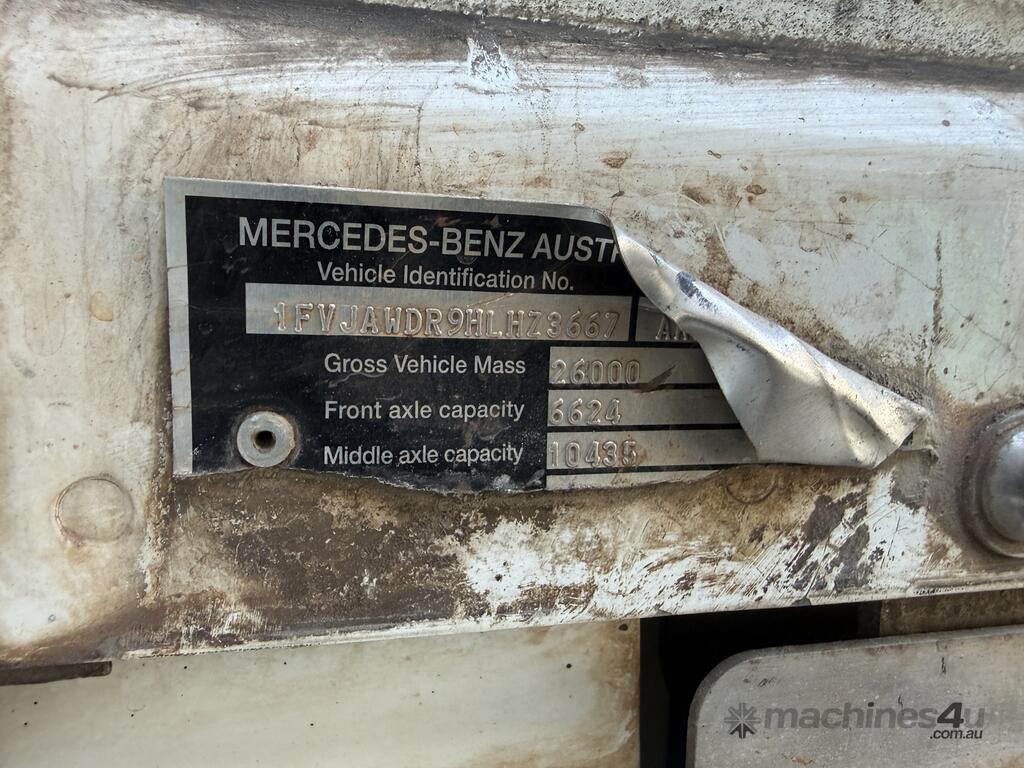 MERCEDES-BENZ AUST
Vehicle Identification No.
1FVJAWDR9HLHZ3667
Gross Vehicle Mass 26000
Front axle capacity 6624
Middle axle capacity 10435
machines4u
.com.au